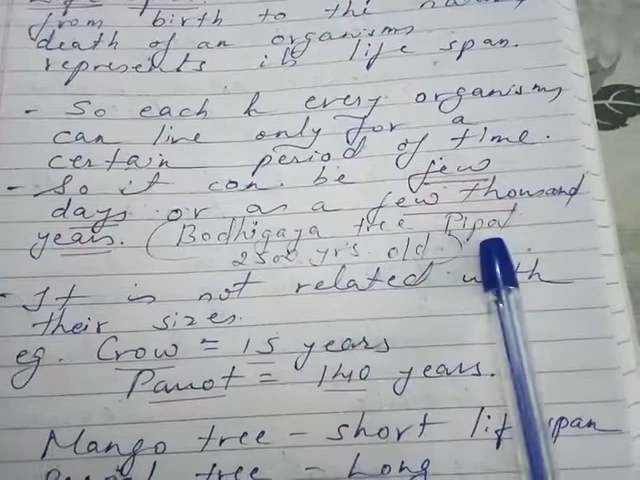 from birth to the
death of an organisms
represents its life span.
- So each & every organisms
can live only for a
certain period of time.
- So it can be few
days or as a few thousand
years. (Bodhigaya tree Pipal
2500 yrs. old.)
- It is not related with
their sizes.
eg. Crow = 15 years
Parrot = 140 years.
Mango tree - short lif span
tree - Long